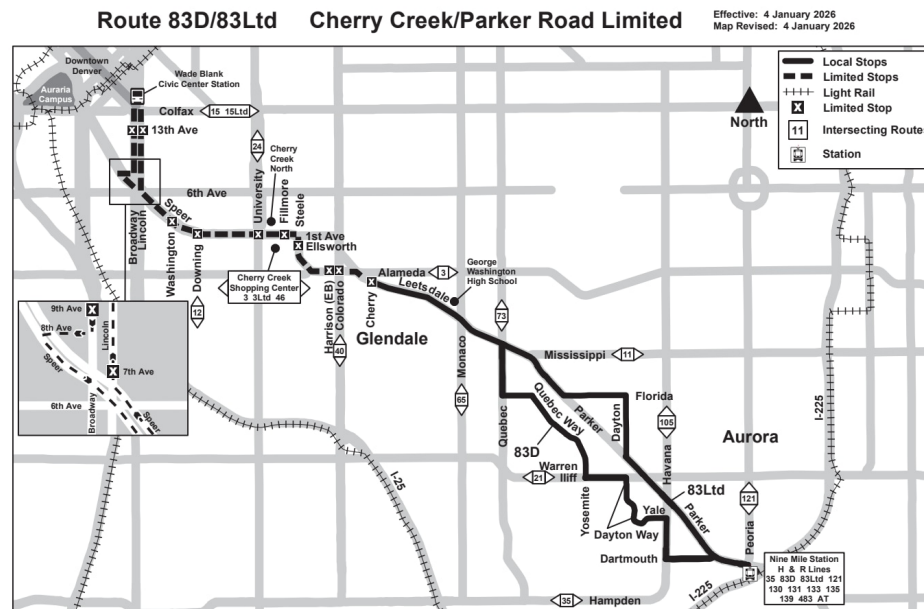 Route 83D/83Ltd Cherry Creek/Parker Road Limited
Effective: 4 January 2026
Map Revised: 4 January 2026
Downtown
Denver
Auraria
Campus
Wade Blank
Civic Center Station
Colfax
15 15Ltd
13th Ave
24
Cherry
Creek
North
6th Ave
Speer
Broadway
Lincoln
Washington
Downing
University
Fillmore
Steele
1st Ave
Ellsworth
Cherry Creek
Shopping Center
3 3Ltd 46
12
Harrison (EB)
Colorado
40
Cherry
Alameda
3
Leetsdale
George
Washington
High School
Glendale
Monaco
65
73
Mississippi
11
Quebec
Quebec Way
83D
Parker
Dayton
Florida
105
Havana
Aurora
I-225
Warren
21
Iliff
83Ltd
Yosemite
Yale
Dayton Way
Parker
121
Peoria
Dartmouth
I-25
35
Hampden
I-225
Nine Mile Station
H & R Lines
35 83D 83Ltd 121
130 131 133 135
139 483 AT
9th Ave
8th Ave
Lincoln
7th Ave
Speer
6th Ave
Broadway
Speer
Local Stops
Limited Stops
Light Rail
X Limited Stop
11 Intersecting Route
Station
North